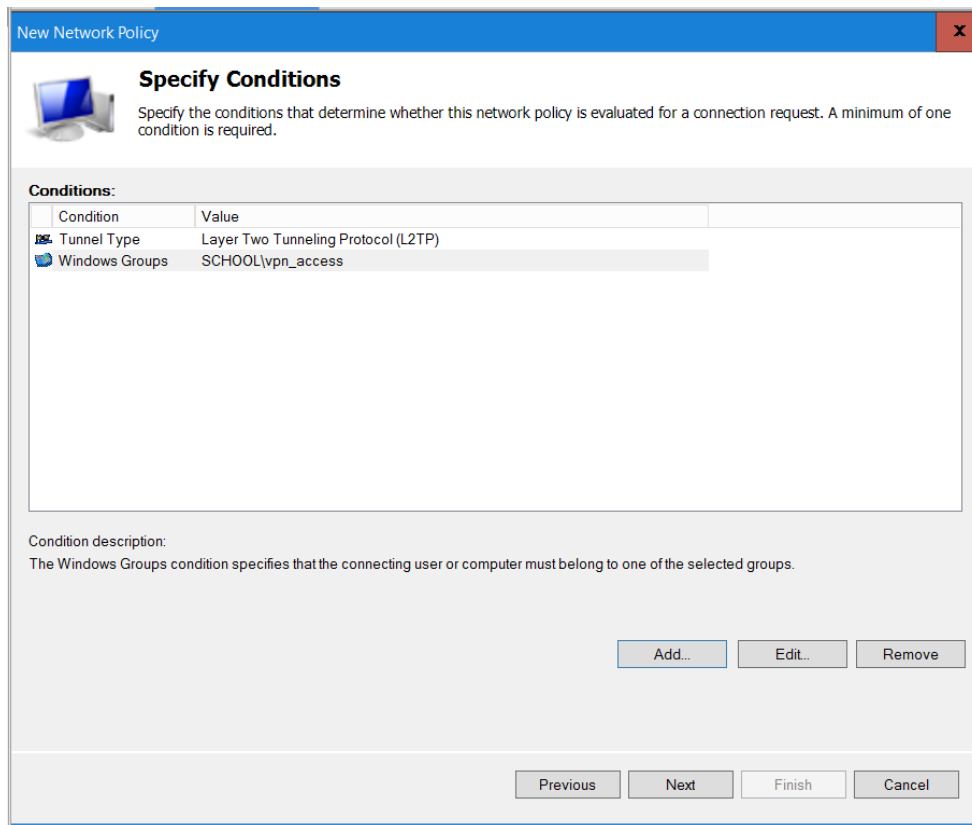 New Network Policy
x
Specify Conditions
Specify the conditions that determine whether this network policy is evaluated for a connection request. A minimum of one
condition is required.
Conditions:
Condition Value
Tunnel Type Layer Two Tunneling Protocol (L2TP)
Windows Groups SCHOOL\vpn_access
Condition description:
The Windows Groups condition specifies that the connecting user or computer must belong to one of the selected groups.
Add... Edit... Remove
Previous Next Finish Cancel